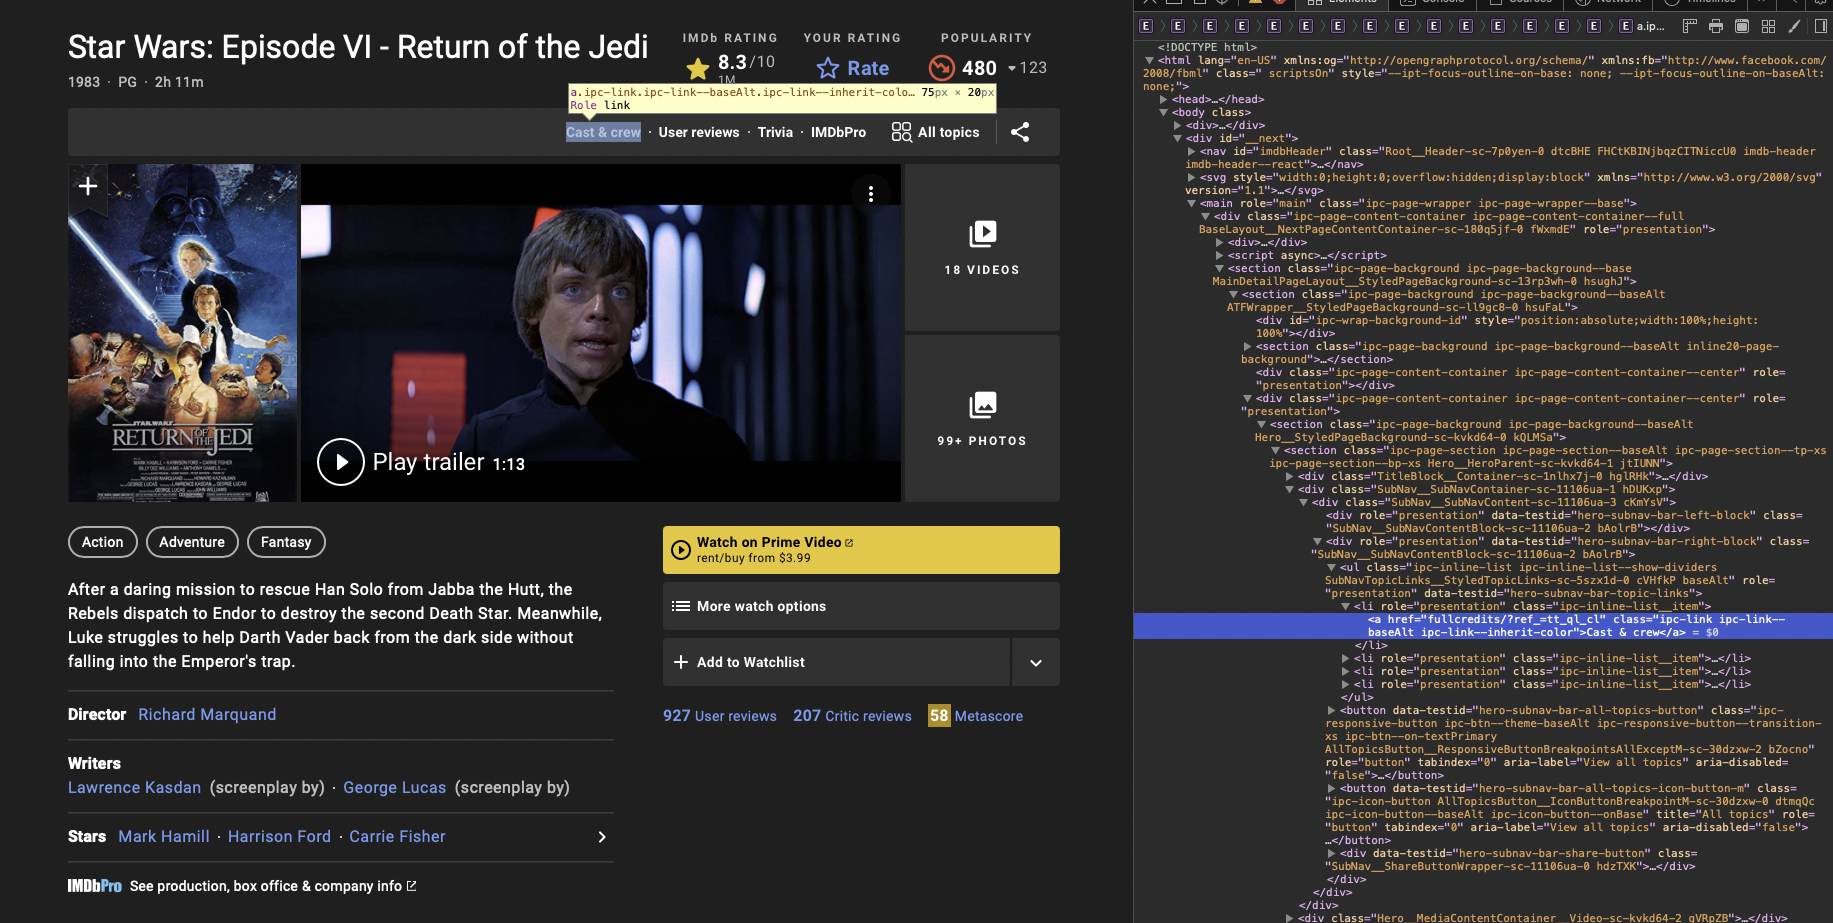 Star Wars: Episode VI - Return of the Jedi
1983 · PG · 2h 11m
IMDb RATING
8.3/10
1M
YOUR RATING
Rate
POPULARITY
480
123
a.ipc-link.ipc-link--baseAlt.ipc-link--inherit-colo… 75px × 20px
Role link
Cast & crew · User reviews · Trivia · IMDbPro
All topics
STAR WARS
RETURN OF THE JEDI
Play trailer 1:13
18 VIDEOS
99+ PHOTOS
Action
Adventure
Fantasy
After a daring mission to rescue Han Solo from Jabba the Hutt, the
Rebels dispatch to Endor to destroy the second Death Star. Meanwhile,
Luke struggles to help Darth Vader back from the dark side without
falling into the Emperor's trap.
Director Richard Marquand
Writers
Lawrence Kasdan (screenplay by) · George Lucas (screenplay by)
Stars Mark Hamill · Harrison Ford · Carrie Fisher
IMDbPro See production, box office & company info
Watch on Prime Video
rent/buy from $3.99
More watch options
Add to Watchlist
927 User reviews 207 Critic reviews 58 Metascore
Elements
Console
Sources
Network
Timelines
E E E E E E E E E E E E E E E E a.ip…
<!DOCTYPE html>
<html lang="en-US" xmlns:og="http://opengraphprotocol.org/schema/" xmlns:fb="http://www.facebook.com/
2008/fbml" class=" scriptsOn" style="--ipt-focus-outline-on-base: none; --ipt-focus-outline-on-baseAlt:
none;">
<head>…</head>
<body class>
<div>…</div>
<div id="__next">
<nav id="imdbHeader" class="Root__Header-sc-7p0yen-0 dtcBHE FHCtKBINjbqzCITNiccU0 imdb-header
imdb-header--react">…</nav>
<svg style="width:0;height:0;overflow:hidden;display:block" xmlns="http://www.w3.org/2000/svg"
version="1.1">…</svg>
<main role="main" class="ipc-page-wrapper ipc-page-wrapper--base">
<div class="ipc-page-content-container ipc-page-content-container--full
BaseLayout__NextPageContentContainer-sc-180q5jf-0 fWxmdE" role="presentation">
<div>…</div>
<script async>…</script>
<section class="ipc-page-background ipc-page-background--base
MainDetailPageLayout__StyledPageBackground-sc-13rp3wh-0 hsughJ">
<section class="ipc-page-background ipc-page-background--baseAlt
ATFWrapper__StyledPageBackground-sc-ll9gc8-0 hsuFaL">
<div id="ipc-wrap-background-id" style="position:absolute;width:100%;height:
100%"></div>
<section class="ipc-page-background ipc-page-background--baseAlt inline20-page-
background">…</section>
<div class="ipc-page-content-container ipc-page-content-container--center" role=
"presentation"></div>
<div class="ipc-page-content-container ipc-page-content-container--center" role=
"presentation">
<section class="ipc-page-background ipc-page-background--baseAlt
Hero__StyledPageBackground-sc-kvkd64-0 kQLMSa">
<section class="ipc-page-section ipc-page-section--baseAlt ipc-page-section--tp-xs
ipc-page-section--bp-xs Hero__HeroParent-sc-kvkd64-1 jtIUNN">
<div class="TitleBlock__Container-sc-1nlhx7j-0 hglRHk">…</div>
<div class="SubNav__SubNavContainer-sc-11106ua-1 hDUKxp">
<div class="SubNav__SubNavContent-sc-11106ua-3 cKmYsV">
<div role="presentation" data-testid="hero-subnav-bar-left-block" class=
"SubNav__SubNavContentBlock-sc-11106ua-2 bAolrB"></div>
<div role="presentation" data-testid="hero-subnav-bar-right-block" class=
"SubNav__SubNavContentBlock-sc-11106ua-2 bAolrB">
<ul class="ipc-inline-list ipc-inline-list--show-dividers
SubNavTopicLinks__StyledTopicLinks-sc-5szx1d-0 cVHfkP baseAlt" role=
"presentation" data-testid="hero-subnav-bar-topic-links">
<li role="presentation" class="ipc-inline-list__item">
<a href="fullcredits/?ref_=tt_ql_cl" class="ipc-link ipc-link--
baseAlt ipc-link--inherit-color">Cast & crew</a> = $0
</li>
<li role="presentation" class="ipc-inline-list__item">…</li>
<li role="presentation" class="ipc-inline-list__item">…</li>
<li role="presentation" class="ipc-inline-list__item">…</li>
</ul>
<button data-testid="hero-subnav-bar-all-topics-button" class="ipc-
responsive-button ipc-btn--theme-baseAlt ipc-responsive-button--transition-
xs ipc-btn--on-textPrimary
AllTopicsButton__ResponsiveButtonBreakpointsAllExceptM-sc-30dzxw-2 bZocno"
role="button" tabindex="0" aria-label="View all topics" aria-disabled=
"false">…</button>
<button data-testid="hero-subnav-bar-all-topics-icon-button-m" class=
"ipc-icon-button AllTopicsButton__IconButtonBreakpointM-sc-30dzxw-0 dtmqQc
ipc-icon-button--baseAlt ipc-icon-button--onBase" title="All topics" role=
"button" tabindex="0" aria-label="View all topics" aria-disabled="false">
…</button>
<div data-testid="hero-subnav-bar-share-button" class=
"SubNav__ShareButtonWrapper-sc-11106ua-0 hdzTXK">…</div>
</div>
</div>
</div>
<div class="Hero__MediaContentContainer__Video-sc-kvkd64-2 gVRpZB">…</div>